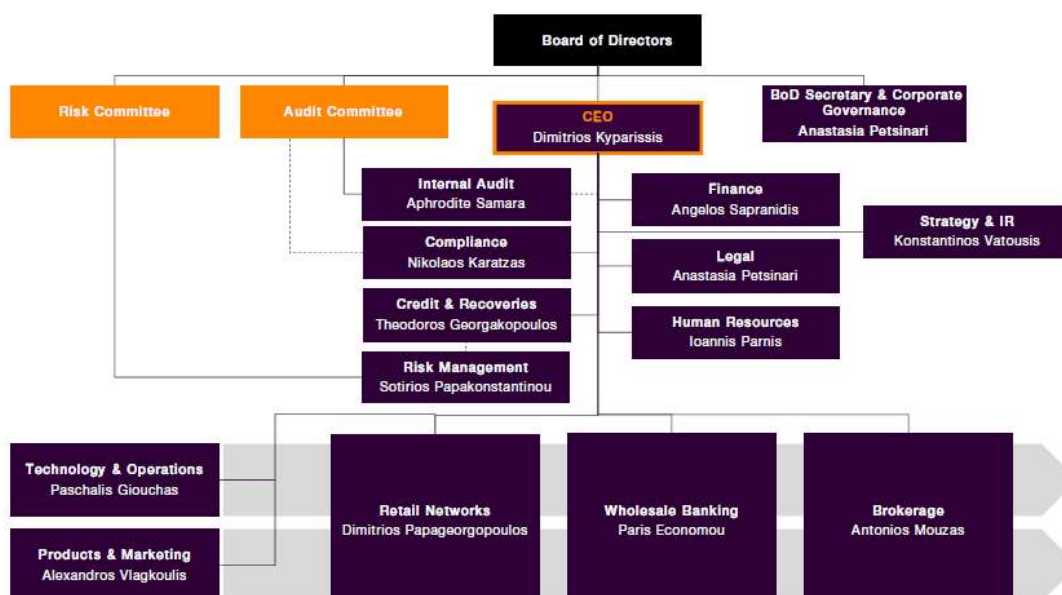 Board of Directors
Risk Committee
Audit Committee
CEO
Dimitrios Kyparissis
BoD Secretary & Corporate
Governance
Anastasia Petsinari
Internal Audit
Aphrodite Samara
Finance
Angelos Sapranidis
Strategy & IR
Konstantinos Vatousis
Compliance
Nikolaos Karatzas
Legal
Anastasia Petsinari
Credit & Recoveries
Theodoros Georgakopoulos
Human Resources
Ioannis Parnis
Risk Management
Sotirios Papakonstantinou
Technology & Operations
Paschalis Giouchas
Retail Networks
Dimitrios Papageorgopoulos
Wholesale Banking
Paris Economou
Brokerage
Antonios Mouzas
Products & Marketing
Alexandros Vlagkoulis